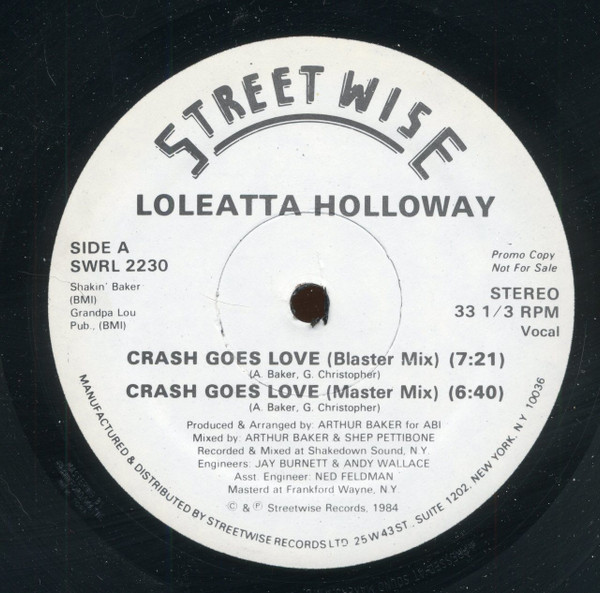 STREETWISE
LOLEATTA HOLLOWAY
SIDE A
SWRL 2230
Shakin' Baker
(BMI)
Grandpa Lou
Pub., (BMI)
Promo Copy
Not For Sale
STEREO
33 1/3 RPM
Vocal
CRASH GOES LOVE (Blaster Mix) (7:21)
(A. Baker, G. Christopher)
CRASH GOES LOVE (Master Mix) (6:40)
(A. Baker, G. Christopher)
Produced & Arranged by: ARTHUR BAKER for ABI
Mixed by: ARTHUR BAKER & SHEP PETTIBONE
Recorded & Mixed at Shakedown Sound, N.Y.
Engineers: JAY BURNETT & ANDY WALLACE
Asst. Engineer: NED FELDMAN
Masterd at Frankford Wayne, N.Y.
© & ℗ Streetwise Records, 1984
MANUFACTURED & DISTRIBUTED BY STREETWISE RECORDS LTD 25 W 43 ST., SUITE 1202, NEW YORK, N.Y 10036